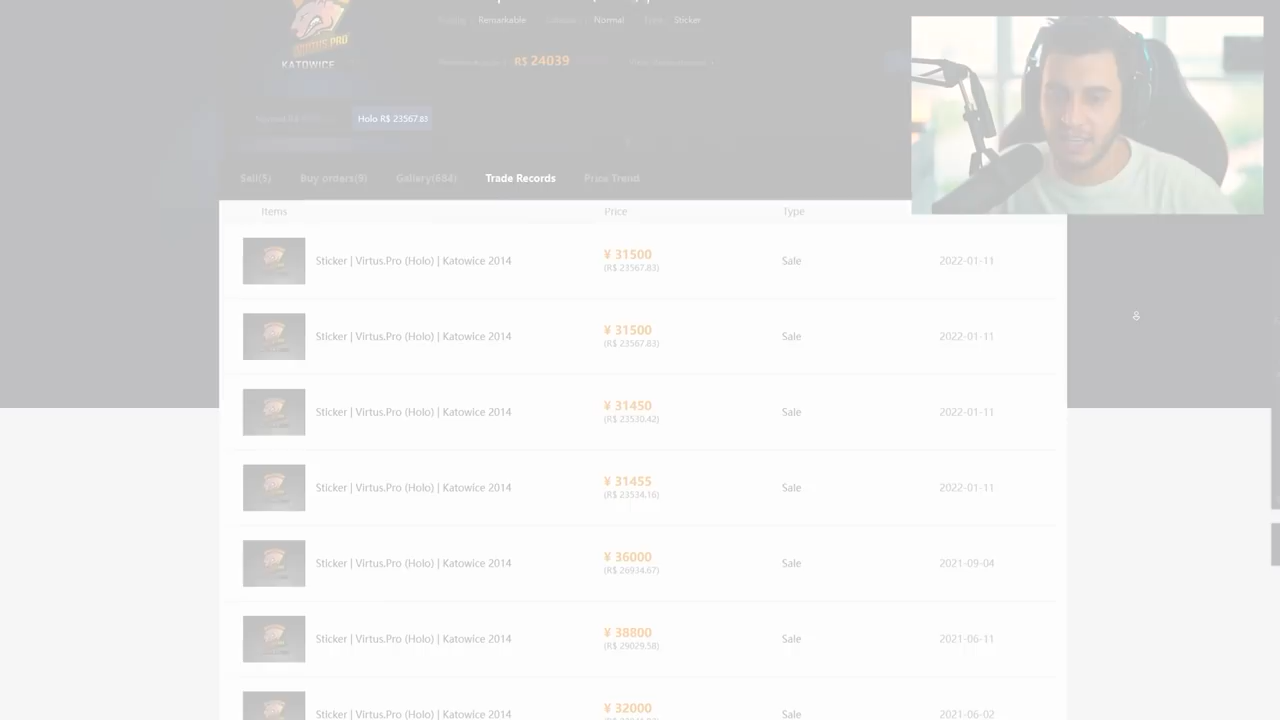 VIRTUS.PRO
KATOWICE
Remarkable Normal Type Sticker
R$ 24039
Holo R$ 23567.83
Sell(5) Buy orders(9) Gallery(684) Trade Records Price Trend
Items Price Type
Sticker | Virtus.Pro (Holo) | Katowice 2014 ¥ 31500 Sale 2022-01-11
(R$ 23567.83)
Sticker | Virtus.Pro (Holo) | Katowice 2014 ¥ 31500 Sale 2022-01-11
(R$ 23567.83)
Sticker | Virtus.Pro (Holo) | Katowice 2014 ¥ 31450 Sale 2022-01-11
(R$ 23530.42)
Sticker | Virtus.Pro (Holo) | Katowice 2014 ¥ 31455 Sale 2022-01-11
(R$ 23534.16)
Sticker | Virtus.Pro (Holo) | Katowice 2014 ¥ 36000 Sale 2021-09-04
(R$ 26934.67)
Sticker | Virtus.Pro (Holo) | Katowice 2014 ¥ 38800 Sale 2021-06-11
(R$ 29029.58)
Sticker | Virtus.Pro (Holo) | Katowice 2014 ¥ 32000 Sale 2021-06-02